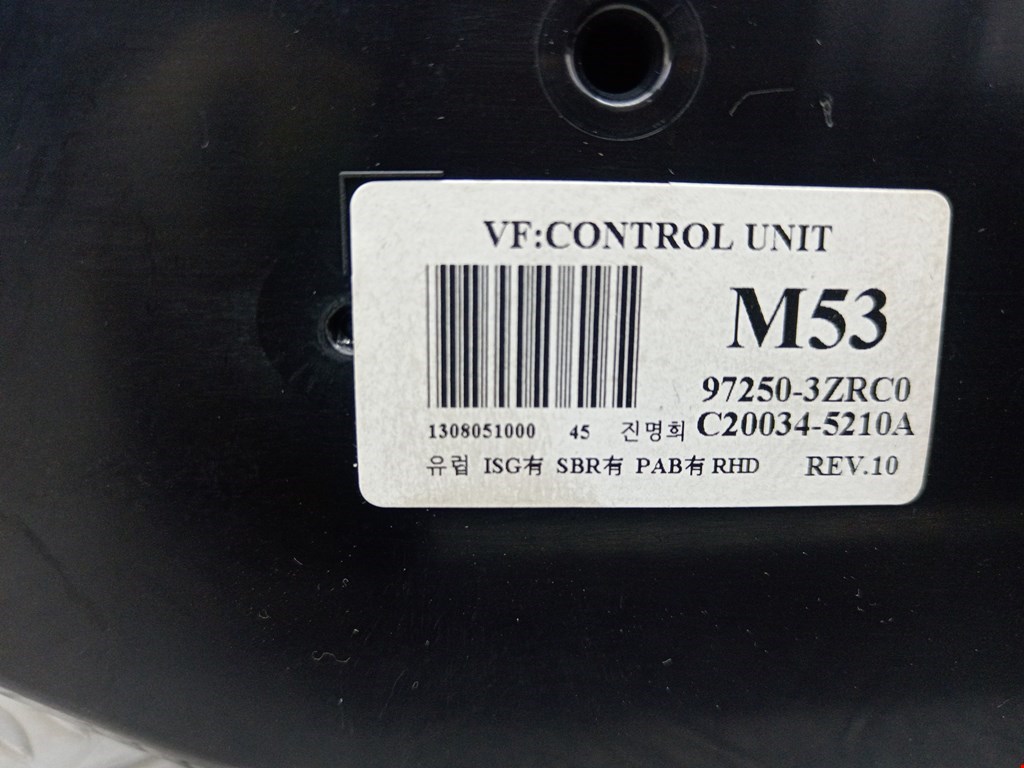 VF:CONTROL UNIT
M53
97250-3ZRC0
1308051000 45 진명희 C20034-5210A
유럽 ISG有 SBR有 PAB有 RHD REV.10